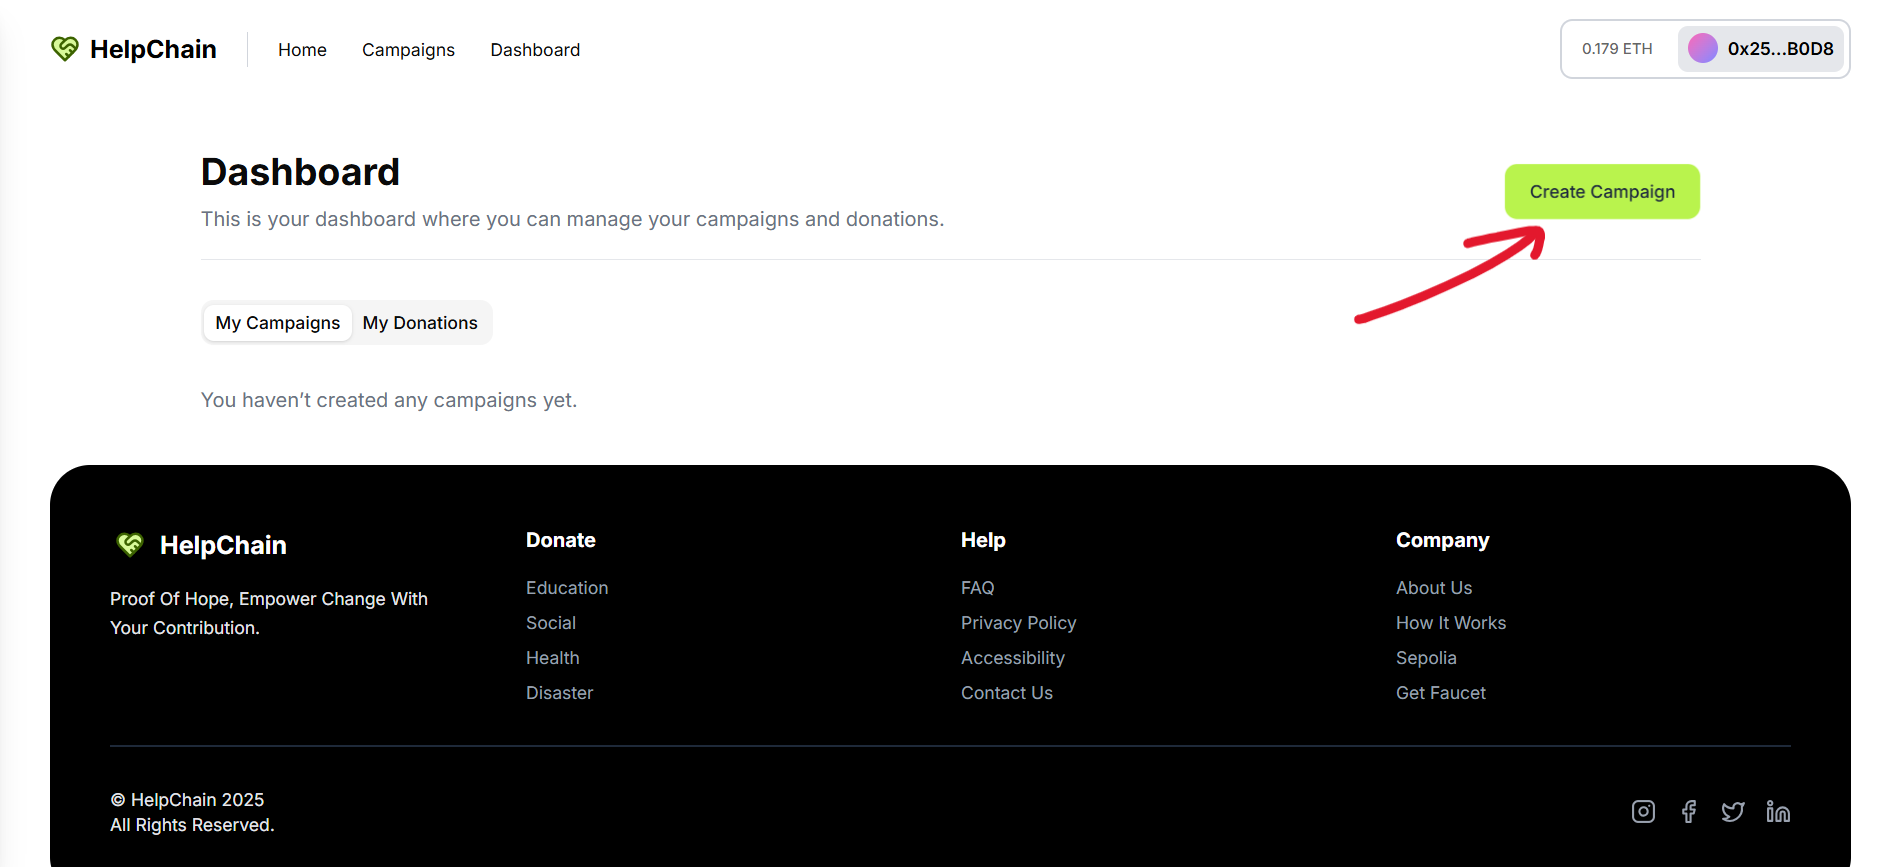 HelpChain
Home
Campaigns
Dashboard
0.179 ETH
0x25...B0D8
Dashboard
Create Campaign
This is your dashboard where you can manage your campaigns and donations.
My Campaigns
My Donations
You haven’t created any campaigns yet.
HelpChain
Proof Of Hope, Empower Change With
Your Contribution.
Donate
Education
Social
Health
Disaster
Help
FAQ
Privacy Policy
Accessibility
Contact Us
Company
About Us
How It Works
Sepolia
Get Faucet
© HelpChain 2025
All Rights Reserved.